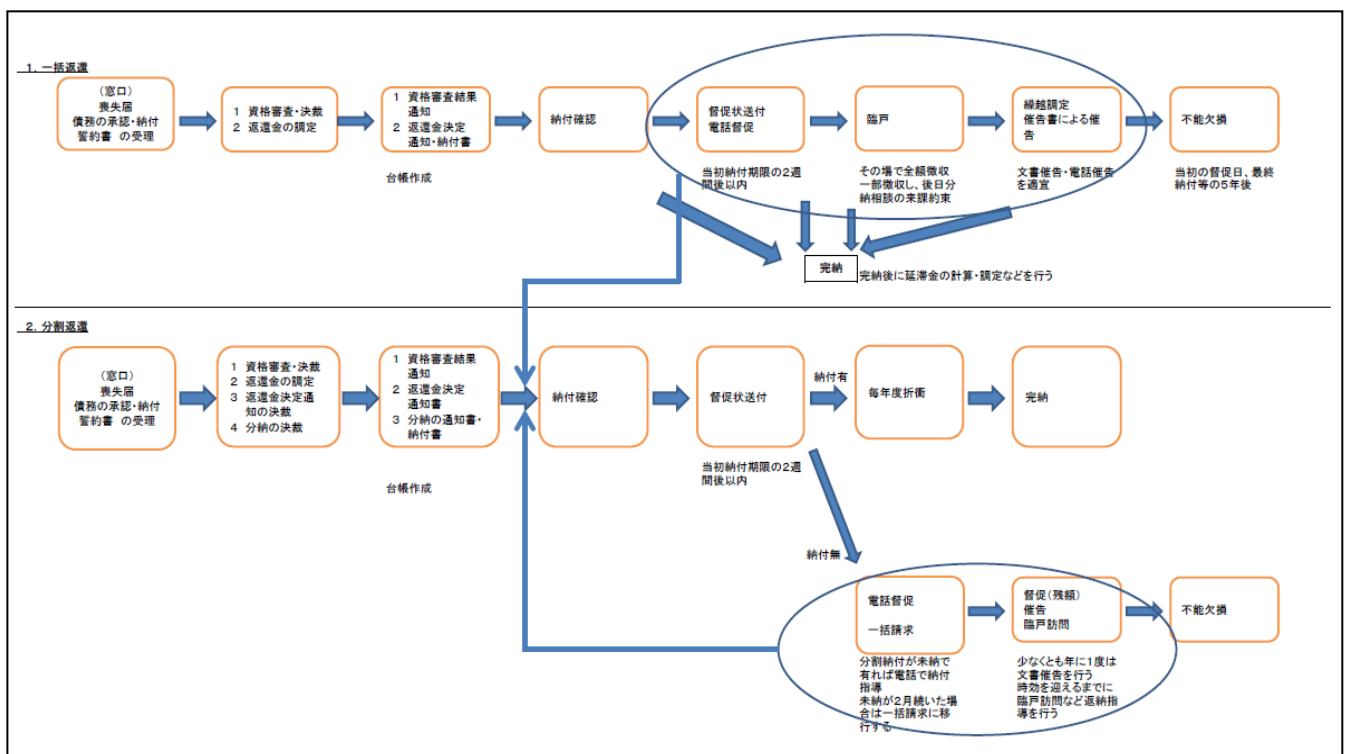 1. 一括返還
(窓口)
喪失届
債務の承認・納付
誓約書 の受理
1 資格審査・決裁
2 返還金の調定
1 資格審査結果
通知
2 返還金決定
通知・納付書
台帳作成
納付確認
督促状送付
電話督促
当初納付期限の2週
間後以内
臨戸
その場で全額徴収
一部徴収し、後日分
納相談の来課約束
繰越調定
催告書による催
告
文書催告・電話催告
を適宜
不能欠損
当初の督促日、最終
納付等の5年後
完納
完納後に延滞金の計算・調定などを行う
2. 分割返還
(窓口)
喪失届
債務の承認・納付
誓約書 の受理
1 資格審査・決裁
2 返還金の調定
3 返還金決定通
知の決裁
4 分納の決裁
1 資格審査結果
通知
2 返還金決定
通知書
3 分納の通知書・
納付書
台帳作成
納付確認
督促状送付
当初納付期限の2週
間後以内
納付有
毎年度折衝
完納
納付無
電話督促
一括請求
分割納付が未納で
有れば電話で納付
指導
未納が2月続いた場
合は一括請求に移
行する
督促(残額)
催告
臨戸訪問
少なくとも年に1度は
文書催告を行う
時効を迎えるまでに
臨戸訪問など返納指
導を行う
不能欠損